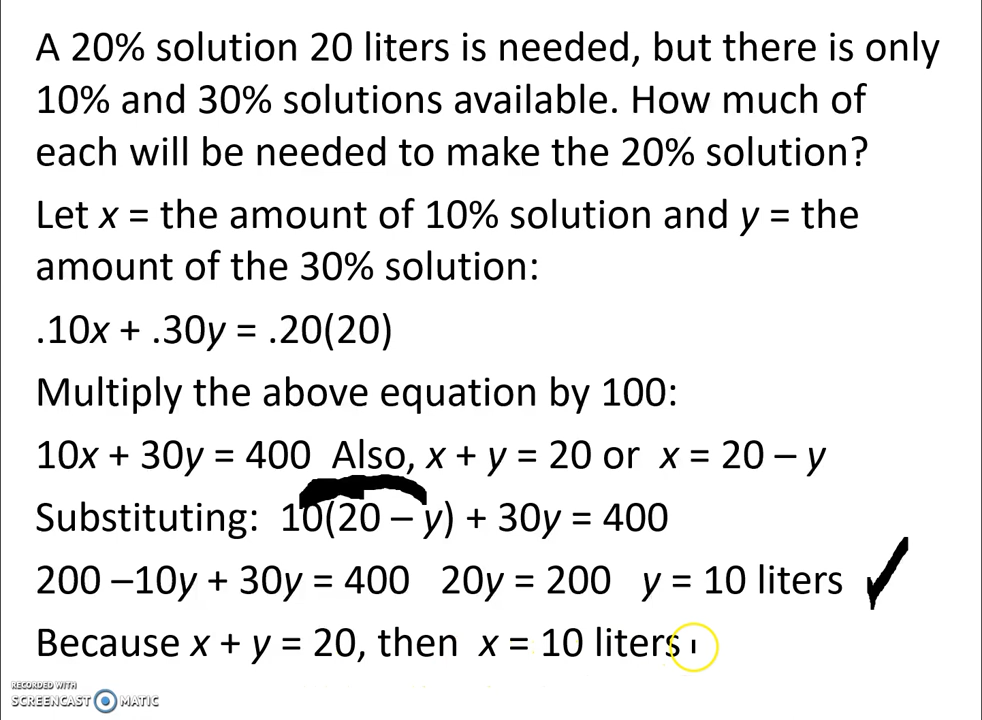 A 20% solution 20 liters is needed, but there is only
10% and 30% solutions available. How much of
each will be needed to make the 20% solution?
Let x = the amount of 10% solution and y = the
amount of the 30% solution:
.10x + .30y = .20(20)
Multiply the above equation by 100:
10x + 30y = 400 Also, x + y = 20 or x = 20 – y
Substituting: 10(20 – y) + 30y = 400
200 –10y + 30y = 400 20y = 200 y = 10 liters
Because x + y = 20, then x = 10 liters
RECORDED WITH
SCREENCAST MATIC